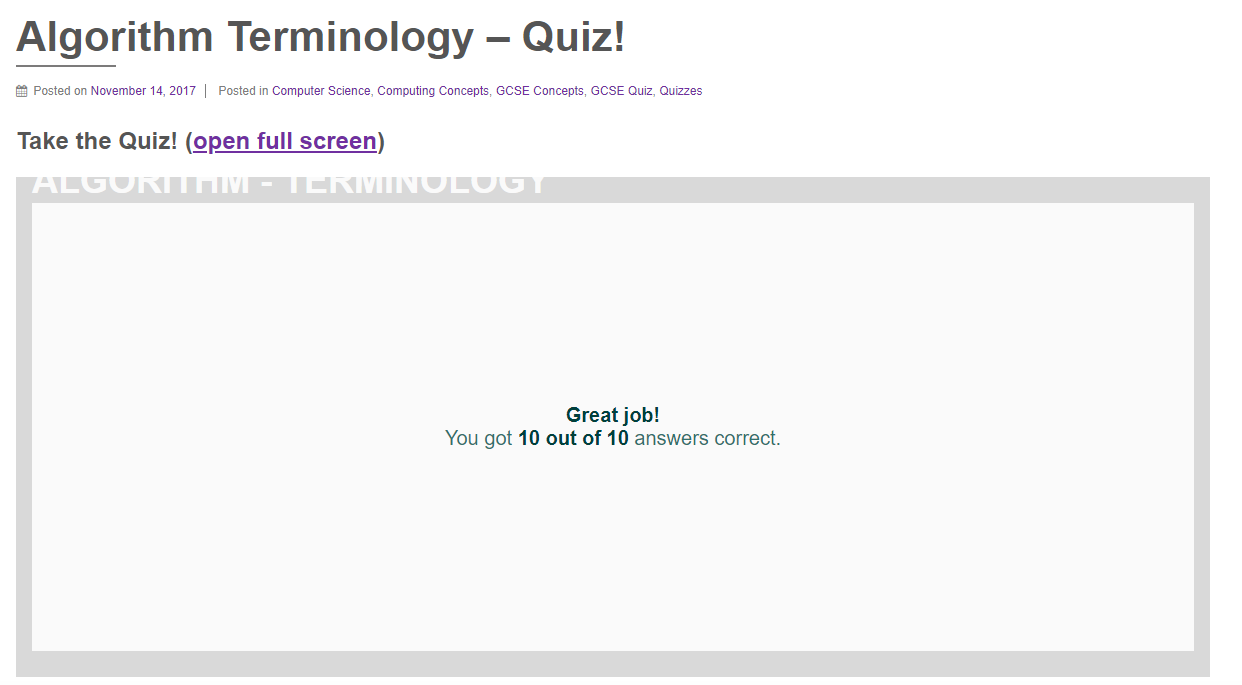 Algorithm Terminology – Quiz!
Posted on November 14, 2017 | Posted in Computer Science, Computing Concepts, GCSE Concepts, GCSE Quiz, Quizzes
Take the Quiz! (open full screen)
ALGORITHM - TERMINOLOGY
Great job!
You got 10 out of 10 answers correct.